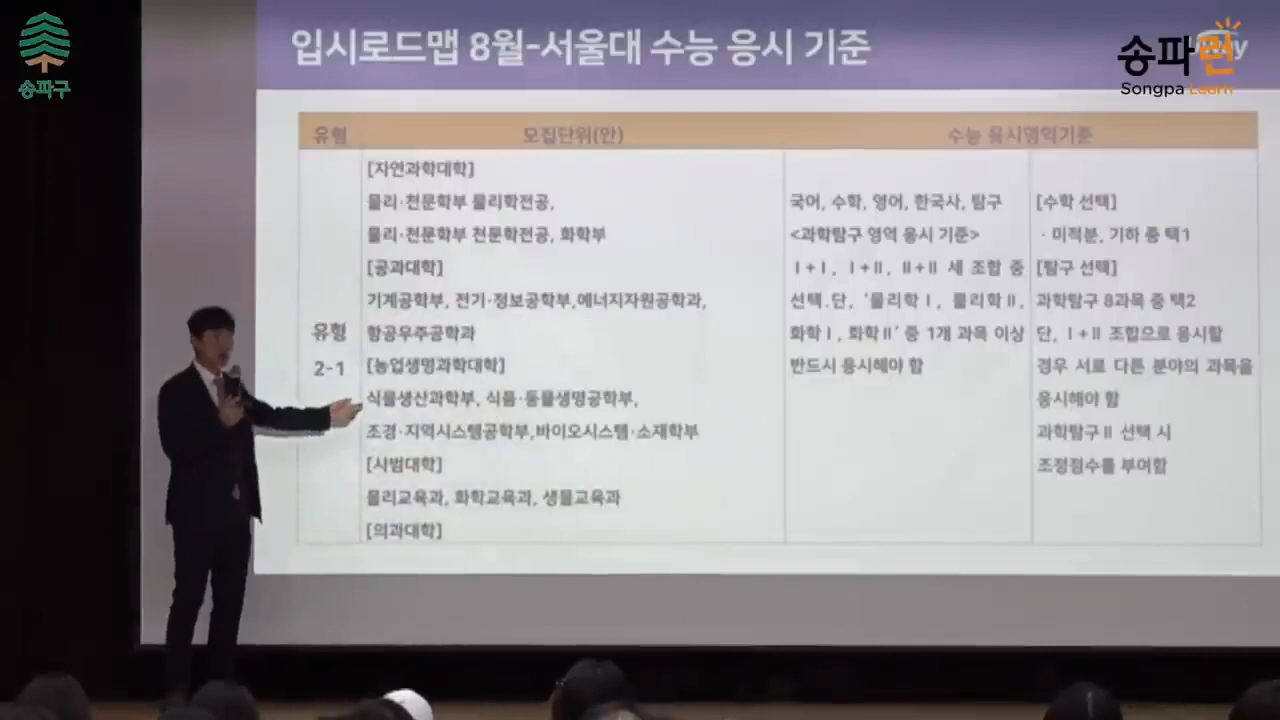 송파구
입시로드맵 8월-서울대 수능 응시 기준
송파런
Songpa Learn
유형
모집단위(안)
수능 응시영역기준
유형
2-1
[자연과학대학]
물리·천문학부 물리학전공,
물리·천문학부 천문학전공, 화학부
[공과대학]
기계공학부, 전기·정보공학부,에너지자원공학과,
항공우주공학과
[농업생명과학대학]
식물생산과학부, 식품·동물생명공학부,
조경·지역시스템공학부,바이오시스템·소재학부
[사범대학]
물리교육과, 화학교육과, 생물교육과
[의과대학]
국어, 수학, 영어, 한국사, 탐구
<과학탐구 영역 응시 기준>
Ⅰ+Ⅰ, Ⅰ+Ⅱ, Ⅱ+Ⅱ 세 조합 중
선택.단, '물리학Ⅰ, 물리학Ⅱ,
화학Ⅰ, 화학Ⅱ' 중 1개 과목 이상
반드시 응시해야 함
[수학 선택]
· 미적분, 기하 중 택1
[탐구 선택]
과학탐구 8과목 중 택2
단, Ⅰ+Ⅱ 조합으로 응시할
경우 서로 다른 분야의 과목을
응시해야 함
과학탐구Ⅱ 선택 시
조정점수를 부여함